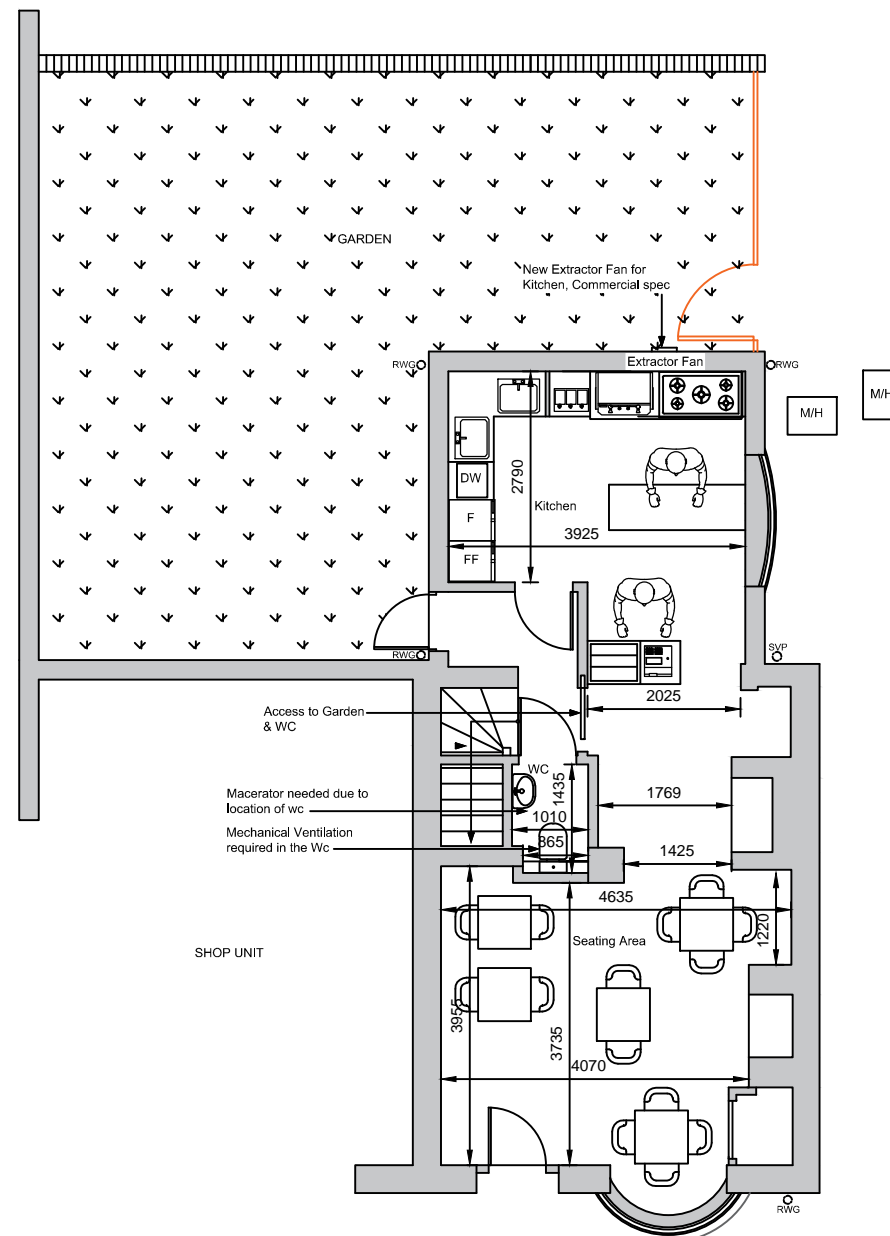 GARDEN
New Extractor Fan for
Kitchen, Commercial spec
Extractor Fan
RWG
RWG
M/H
M/H
DW
F
FF
2790
Kitchen
3925
RWG
SVP
2025
Access to Garden
& WC
WC
1435
Macerator needed due to
location of wc
1010
1769
Mechanical Ventilation
required in the Wc
865
1425
4635
1220
Seating Area
SHOP UNIT
3955
3735
4070
RWG